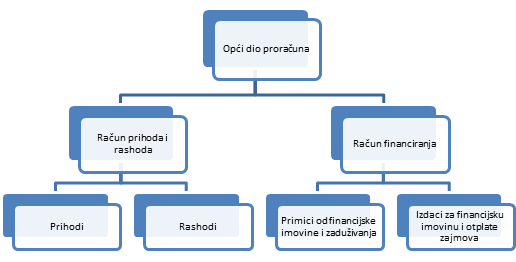 Opći dio proračuna
Račun prihoda i
rashoda
Račun financiranja
Prihodi
Rashodi
Primici od financijske
imovine i zaduživanja
Izdaci za financijsku
imovinu i otplate
zajmova